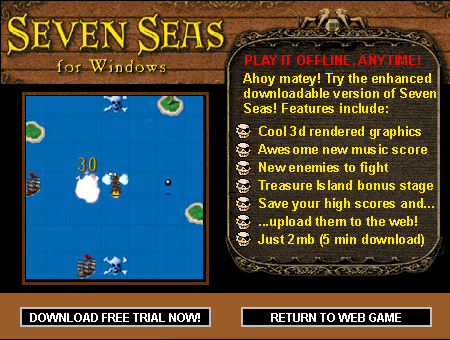 SEVEN SEAS
for Windows
PLAY IT OFFLINE, ANYTIME!
Ahoy matey! Try the enhanced
downloadable version of Seven
Seas! Features include:
Cool 3d rendered graphics
Awesome new music score
New enemies to fight
Treasure Island bonus stage
Save your high scores and...
...upload them to the web!
Just 2mb (5 min download)
30
DOWNLOAD FREE TRIAL NOW!
RETURN TO WEB GAME